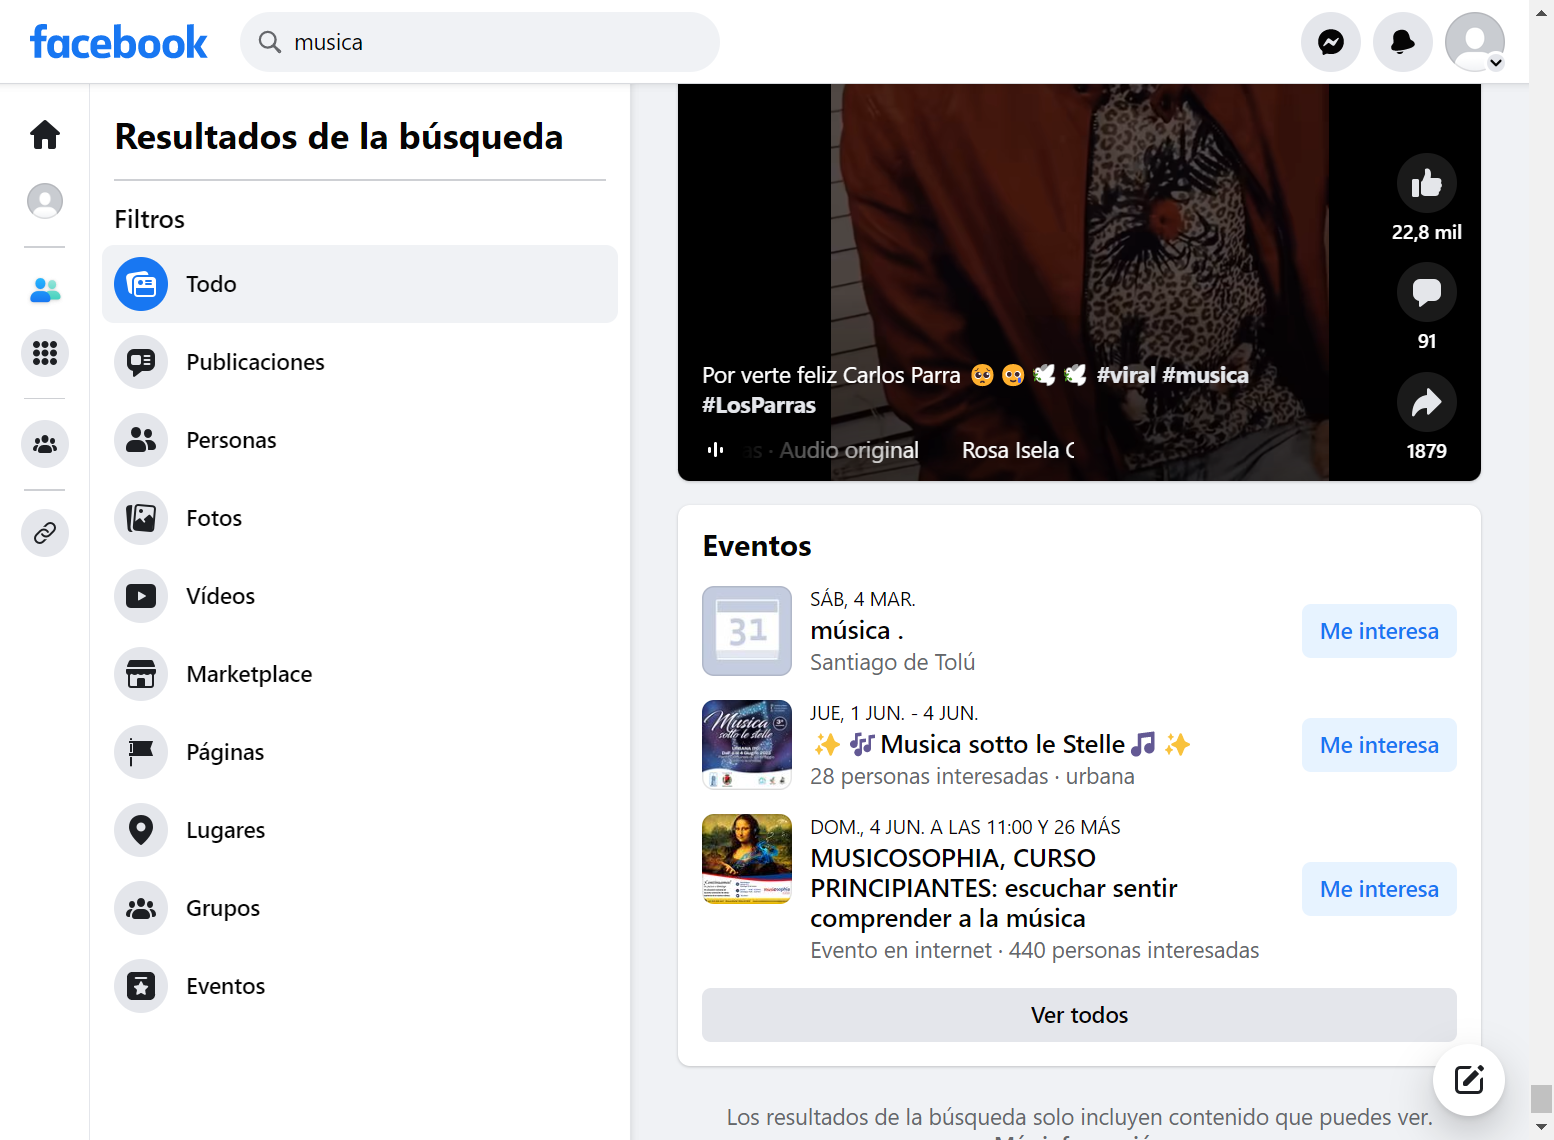 facebook
musica
Resultados de la búsqueda
Filtros
Todo
Publicaciones
Personas
Fotos
Vídeos
Marketplace
Páginas
Lugares
Grupos
Eventos
22,8 mil
91
1879
Por verte feliz Carlos Parra 🥺 🥲 🕊 🕊 #viral #musica
#LosParras
as · Audio original Rosa Isela
Eventos
31
SÁB, 4 MAR.
música .
Santiago de Tolú
Me interesa
Musica
sotto le stelle
JUE, 1 JUN. - 4 JUN.
✨ 🎶 Musica sotto le Stelle 🎵 ✨
28 personas interesadas · urbana
Me interesa
DOM., 4 JUN. A LAS 11:00 Y 26 MÁS
MUSICOSOPHIA, CURSO
PRINCIPIANTES: escuchar sentir
comprender a la música
Evento en internet · 440 personas interesadas
Me interesa
Ver todos
Los resultados de la búsqueda solo incluyen contenido que puedes ver.